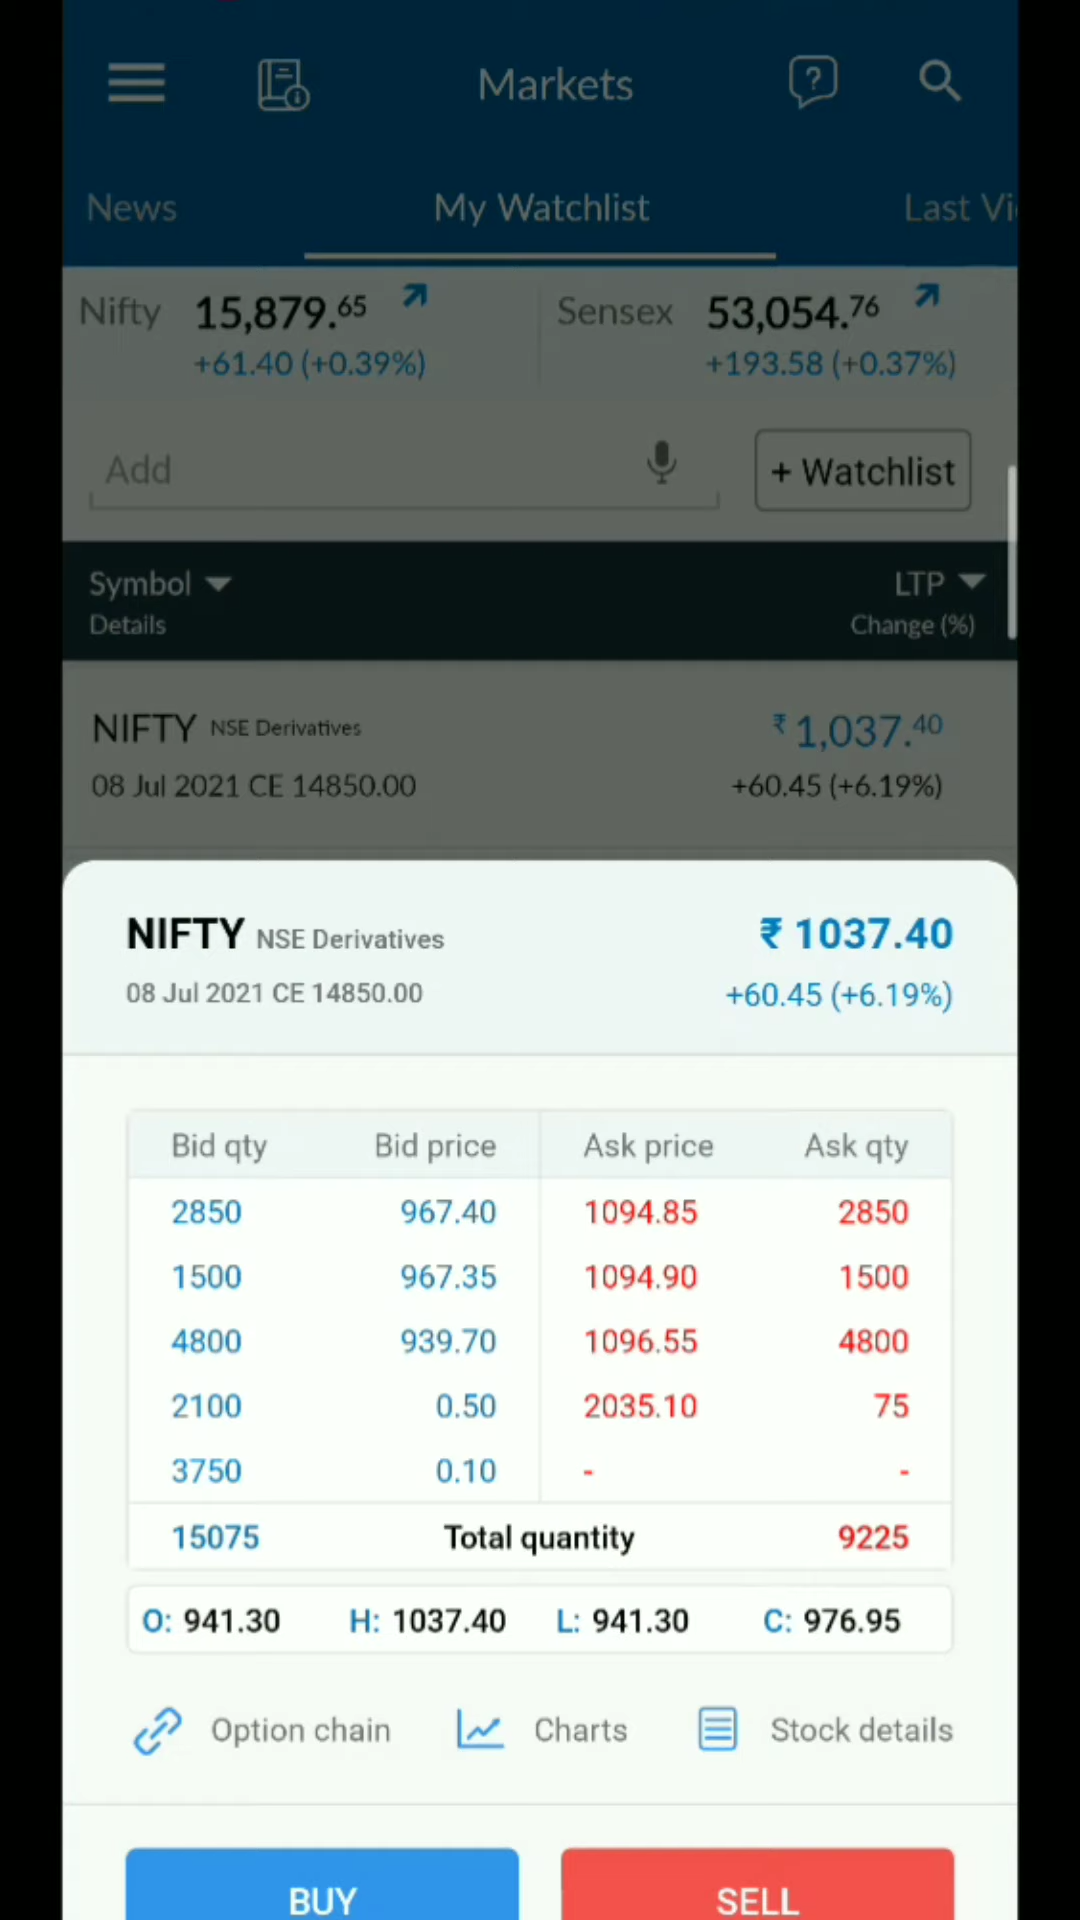 Markets
News My Watchlist Last Vi
Nifty 15,879.65 Sensex 53,054.76
+61.40 (+0.39%) +193.58 (+0.37%)
Add + Watchlist
Symbol LTP
Details Change (%)
NIFTY NSE Derivatives ₹ 1,037.40
08 Jul 2021 CE 14850.00 +60.45 (+6.19%)
NIFTY NSE Derivatives ₹ 1037.40
08 Jul 2021 CE 14850.00 +60.45 (+6.19%)
Bid qty Bid price Ask price Ask qty
2850 967.40 1094.85 2850
1500 967.35 1094.90 1500
4800 939.70 1096.55 4800
2100 0.50 2035.10 75
3750 0.10 - -
15075 Total quantity 9225
O: 941.30 H: 1037.40 L: 941.30 C: 976.95
Option chain Charts Stock details
BUY SELL